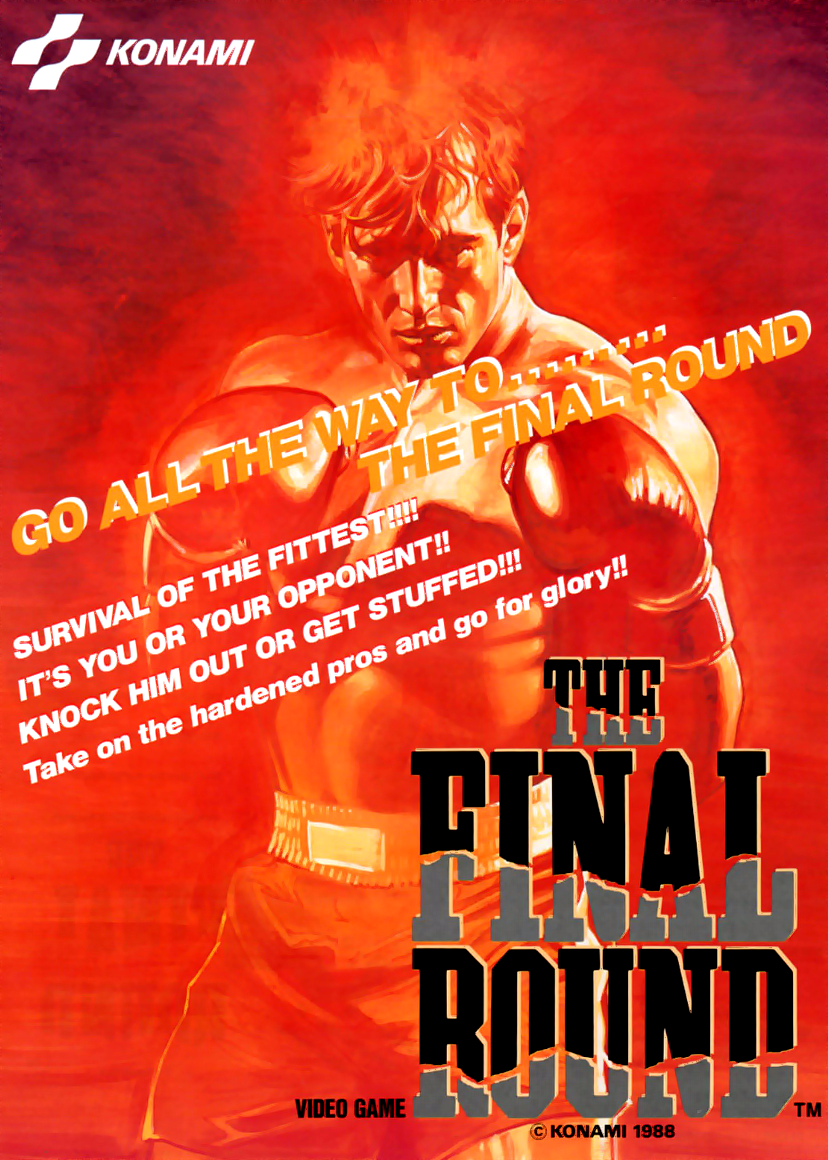 KONAMI
GO ALL THE WAY TO.........
THE FINAL ROUND
SURVIVAL OF THE FITTEST!!!!
IT'S YOU OR YOUR OPPONENT!!
KNOCK HIM OUT OR GET STUFFED!!!
Take on the hardened pros and go for glory!!
THE
FINAL
ROUND
VIDEO GAME
TM
© KONAMI 1988